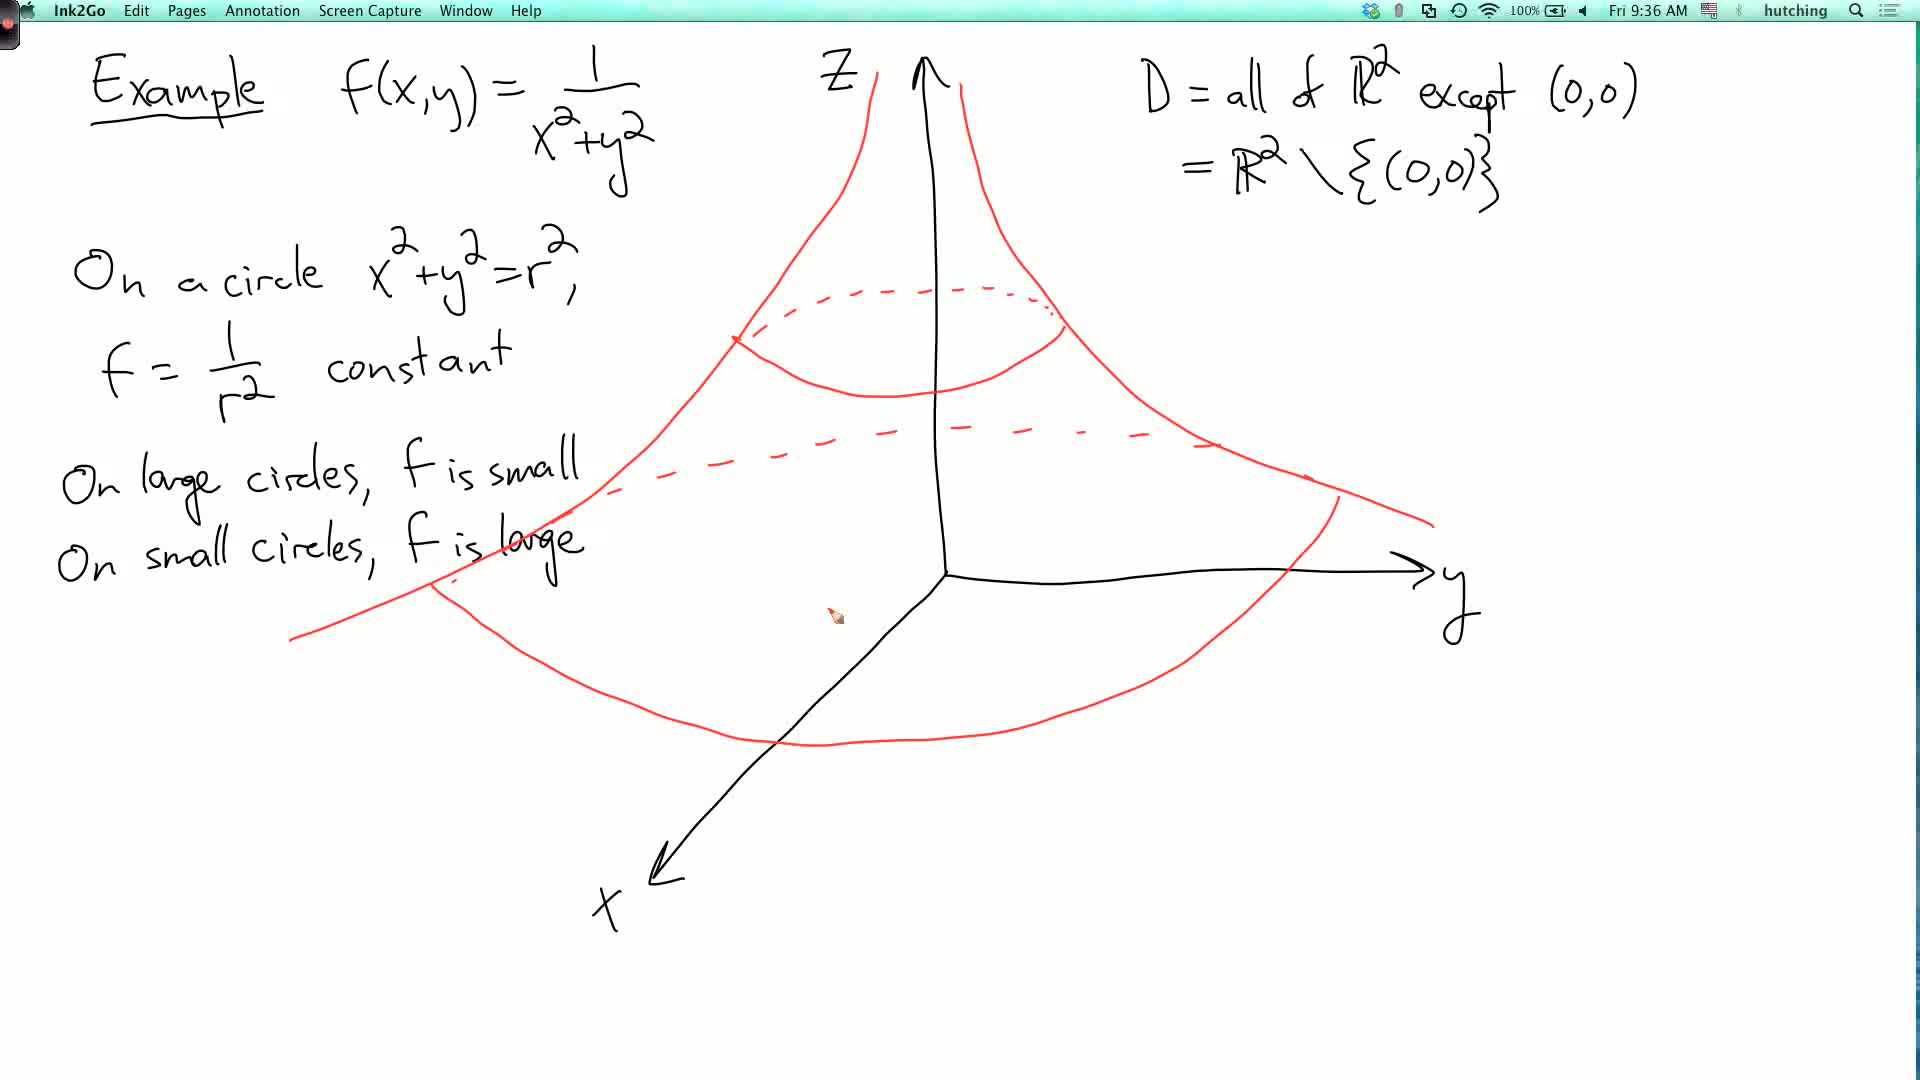 Ink2Go Edit Pages Annotation Screen Capture Window Help 100% Fri 9:36 AM hutching
Example f(x,y) = 1/(x²+y²)
Z
D = all of ℝ² except (0,0)
= ℝ² \ {(0,0)}
On a circle x²+y²=r²,
f = 1/r² constant
On large circles, f is small
On small circles, f is large
y
x